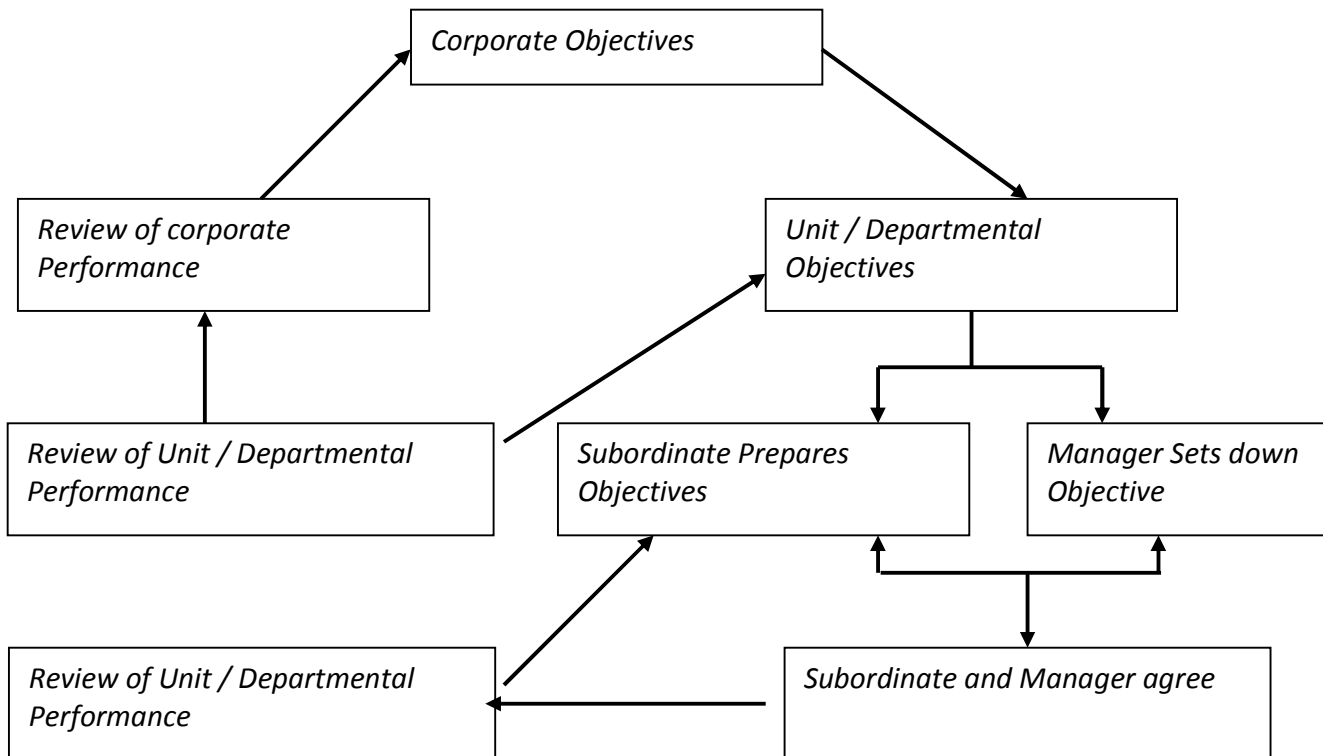 Corporate Objectives
Review of corporate
Performance
Unit / Departmental
Objectives
Review of Unit / Departmental
Performance
Subordinate Prepares
Objectives
Manager Sets down
Objective
Review of Unit / Departmental
Performance
Subordinate and Manager agree